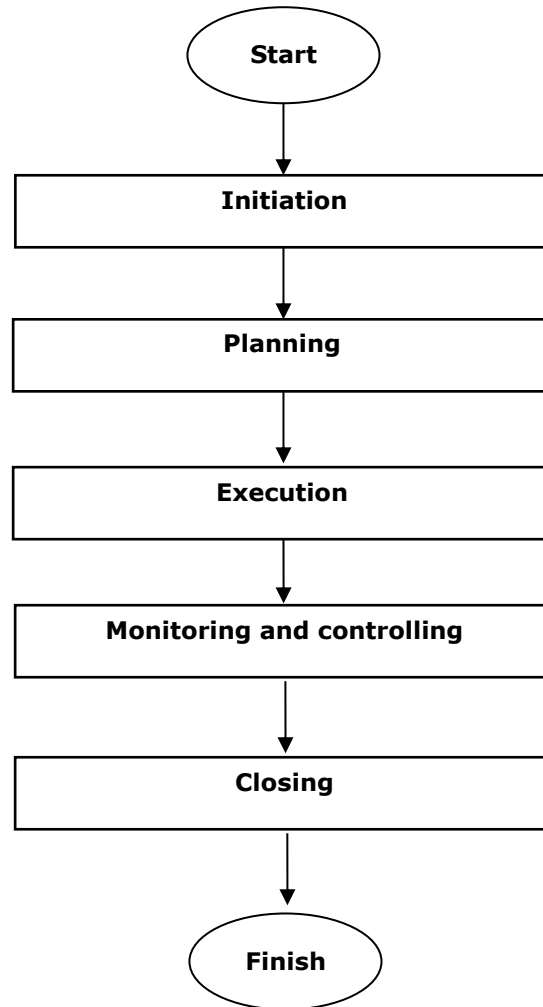 Start
Initiation
Planning
Execution
Monitoring and controlling
Closing
Finish